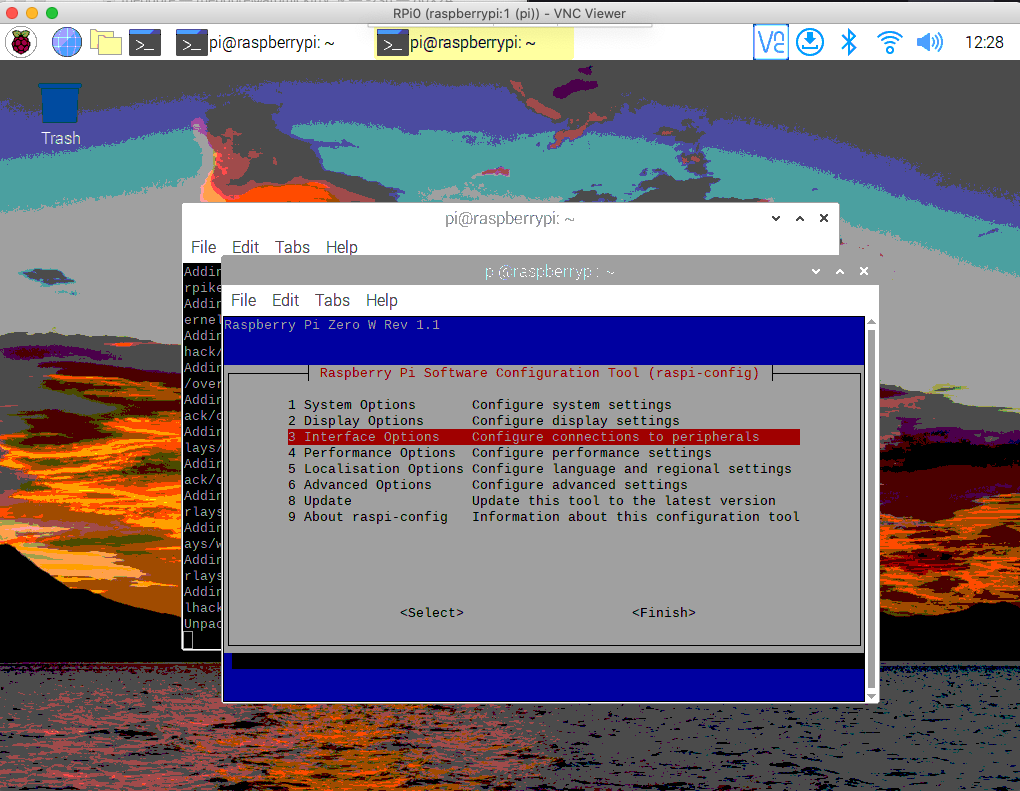 RPi0 (raspberrypi:1 (pi)) - VNC Viewer
>_ >_ pi@raspberrypi: ~ >_ pi@raspberrypi: ~ 12:28
Trash
pi@raspberrypi: ~
File Edit Tabs Help
Addin
rpike
Addin
ernel
Addin
hack/
Addin
/over
Addin
ack/o
Addin
lays/
Addin
ack/o
Addin
rlays
Addin
ays/w
Addin
rlays
Addin
lhack
Unpac
pi@raspberrypi: ~
File Edit Tabs Help
Raspberry Pi Zero W Rev 1.1
Raspberry Pi Software Configuration Tool (raspi-config)
1 System Options Configure system settings
2 Display Options Configure display settings
3 Interface Options Configure connections to peripherals
4 Performance Options Configure performance settings
5 Localisation Options Configure language and regional settings
6 Advanced Options Configure advanced settings
8 Update Update this tool to the latest version
9 About raspi-config Information about this configuration tool
<Select> <Finish>